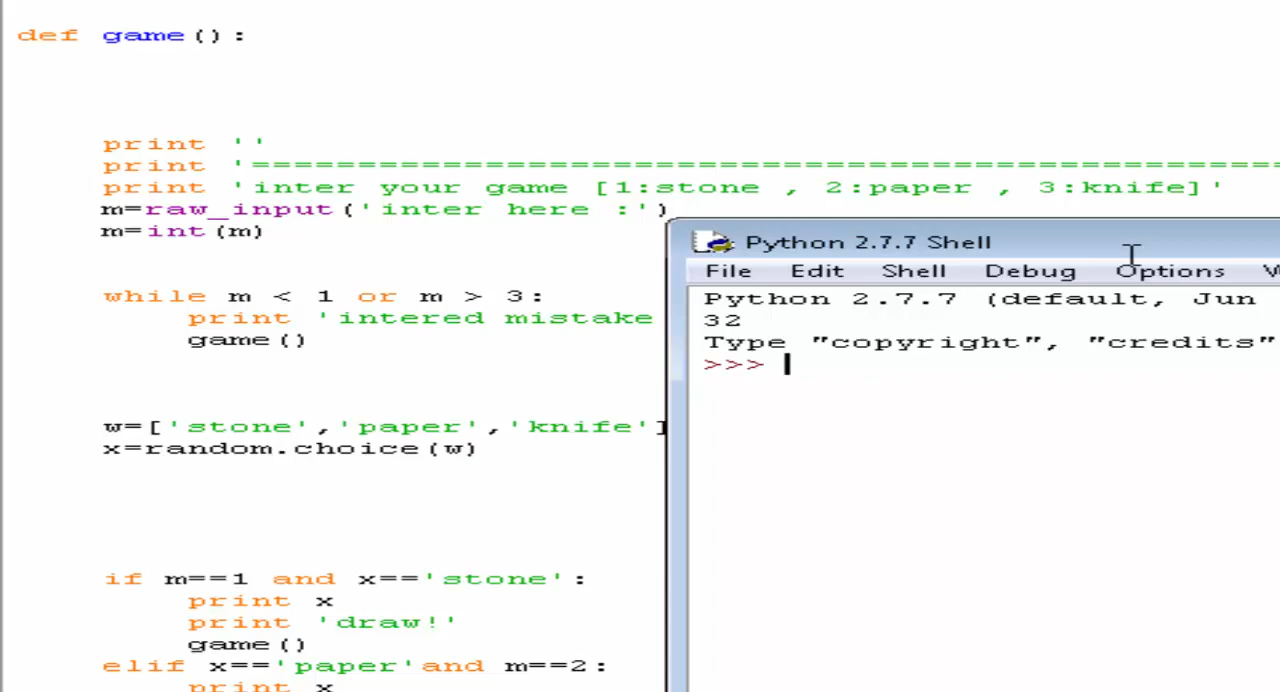 def game():
print ''
print '================================================
print 'inter your game [1:stone , 2:paper , 3:knife]'
m=raw_input('inter here :')
m=int(m)
while m < 1 or m > 3:
print 'intered mistake
game()
w=['stone','paper','knife']
x=random.choice(w)
if m==1 and x=='stone':
print x
print 'draw!'
game()
elif x=='paper'and m==2:
print x
Python 2.7.7 Shell
File Edit Shell Debug Options
Python 2.7.7 (default, Jun
32
Type "copyright", "credits"
>>>